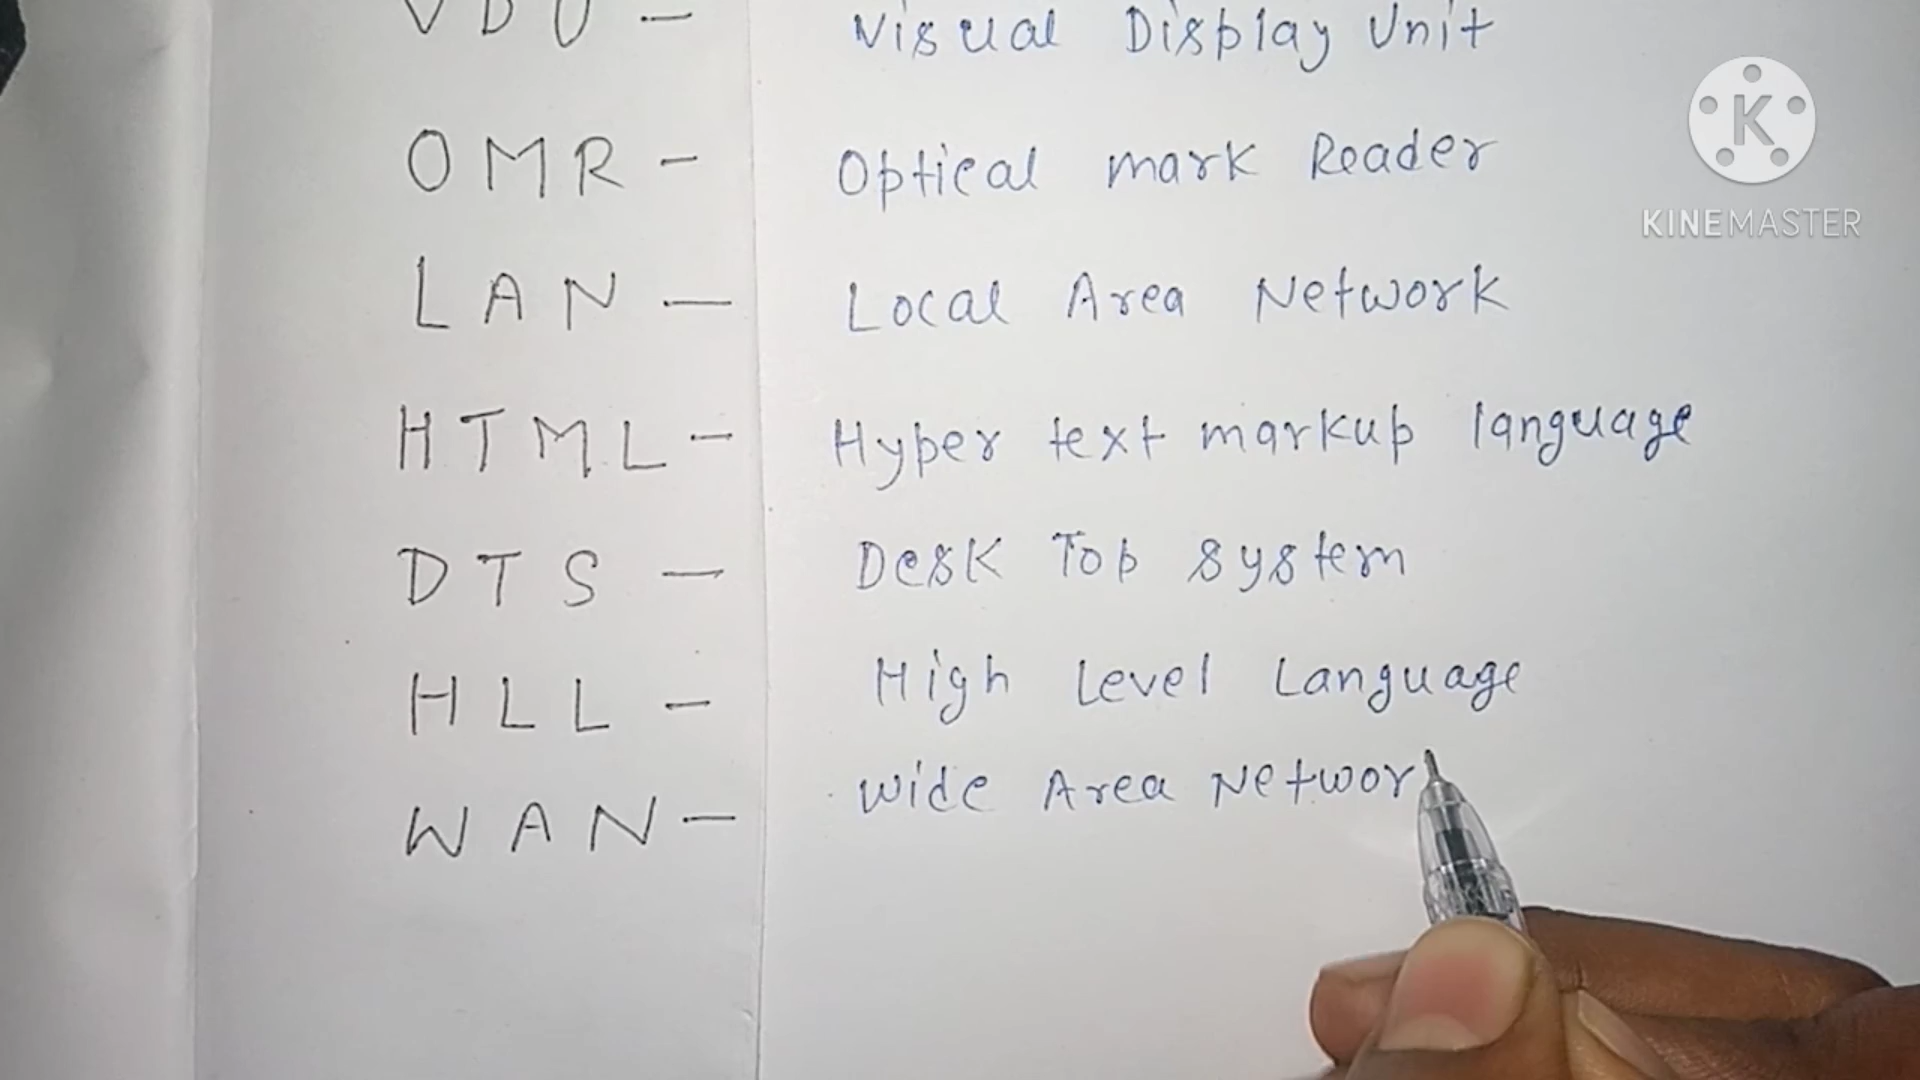 VDU - Visual Display Unit
OMR - Optical mark Reader
LAN - Local Area Network
HTML - Hyper text markup language
DTS - Desk Top System
HLL - High Level Language
WAN - Wide Area Networ
K
KINEMASTER